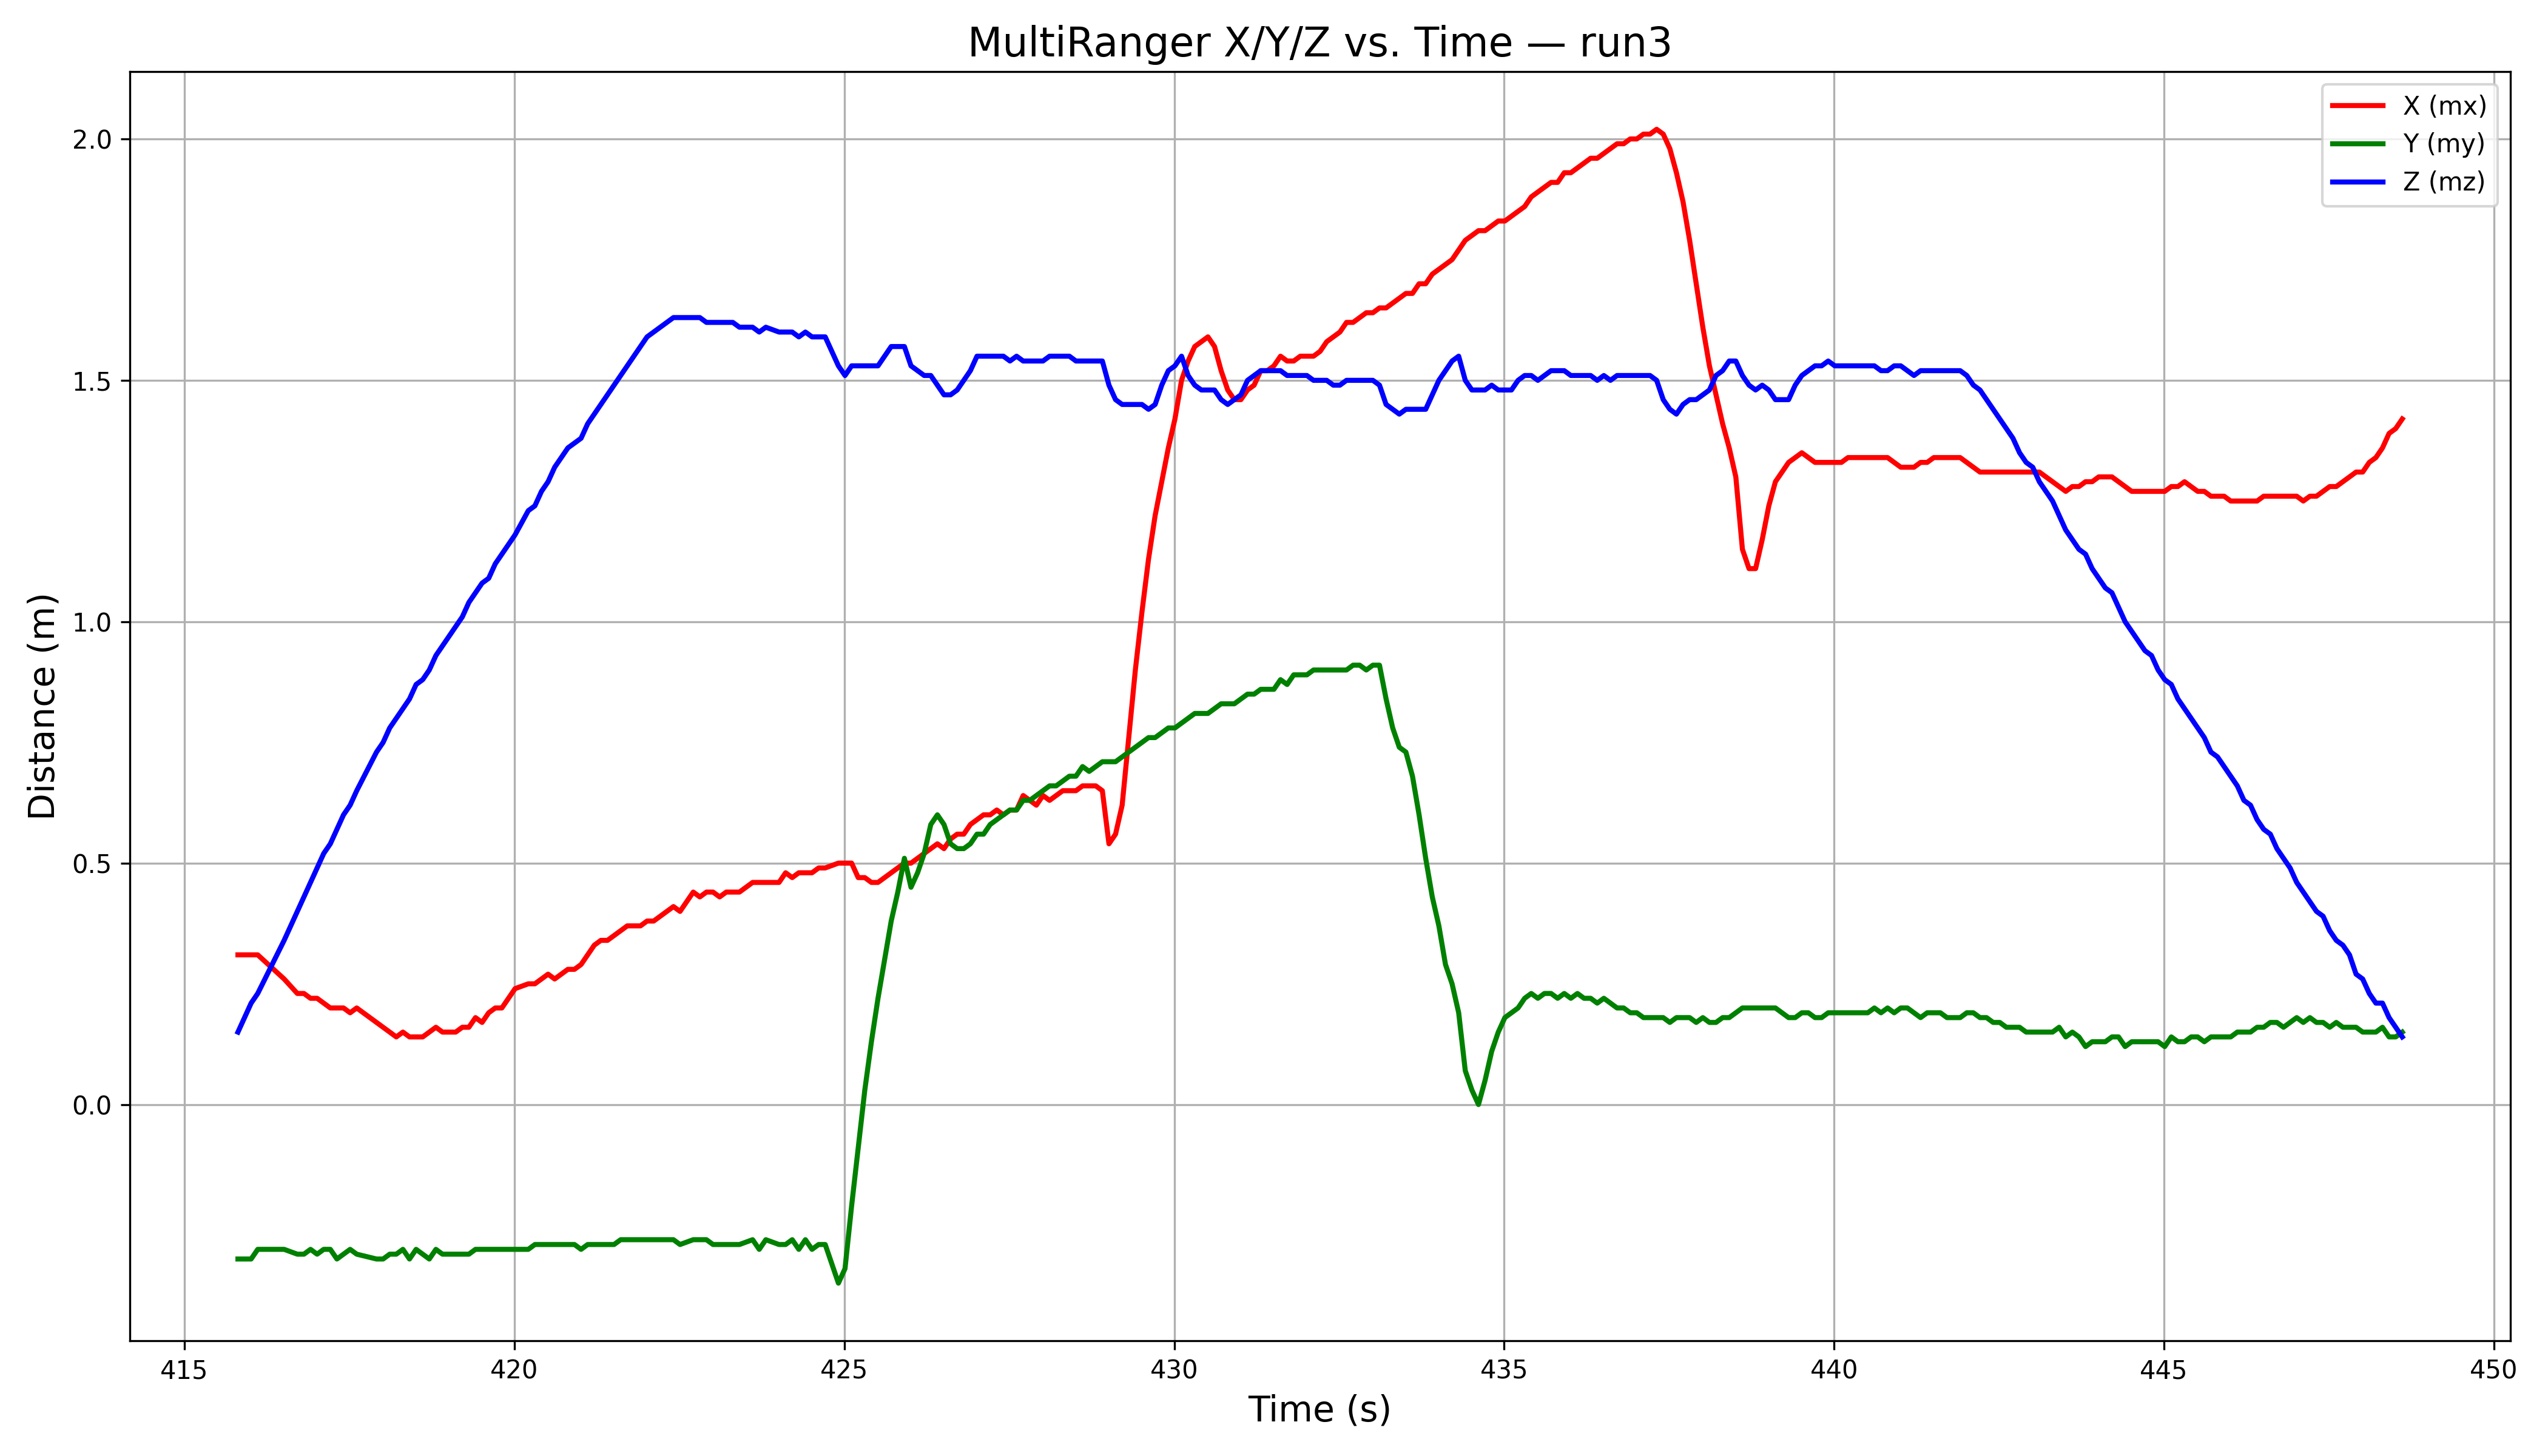 MultiRanger X/Y/Z vs. Time — run3
X (mx)
Y (my)
Z (mz)
Distance (m)
2.0
1.5
1.0
0.5
0.0
415 420 425 430 435 440 445 450
Time (s)